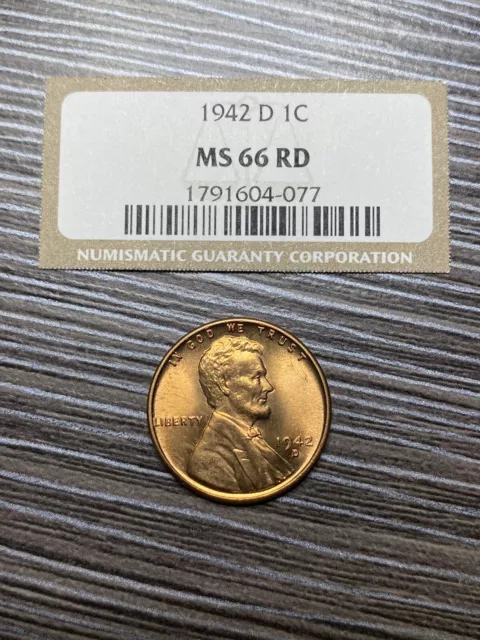 1942 D 1C
MS 66 RD
1791604-077
NUMISMATIC GUARANTY CORPORATION
IN GOD WE TRUST
LIBERTY
1942
D